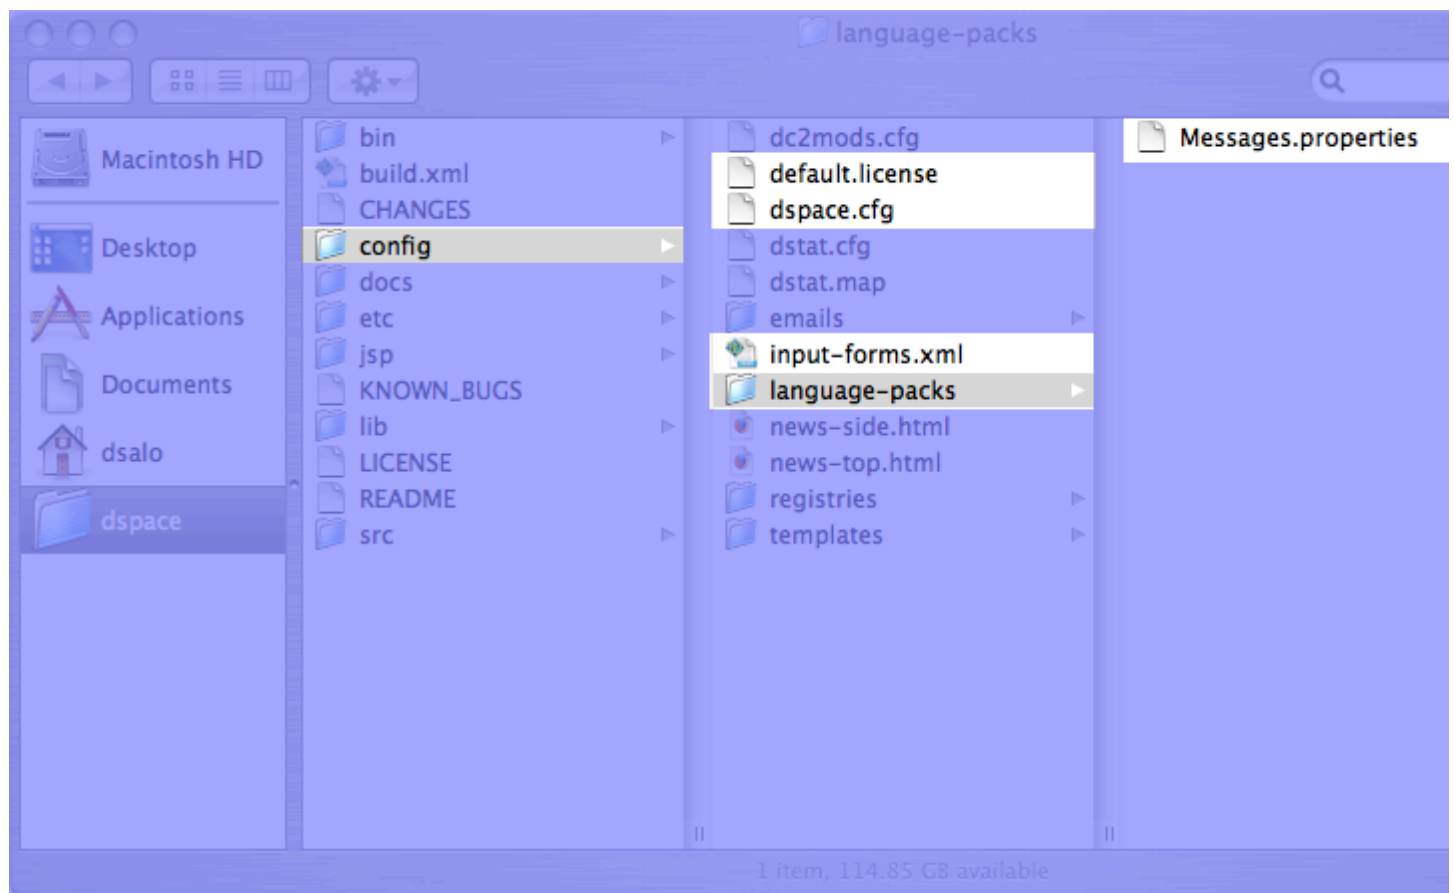 language-packs
Macintosh HD
Desktop
Applications
Documents
dsalo
dspace
bin
build.xml
CHANGES
config
docs
etc
jsp
KNOWN_BUGS
lib
LICENSE
README
src
dc2mods.cfg
default.license
dspace.cfg
dstat.cfg
dstat.map
emails
input-forms.xml
language-packs
news-side.html
news-top.html
registries
templates
Messages.properties
1 item, 114.85 GB available